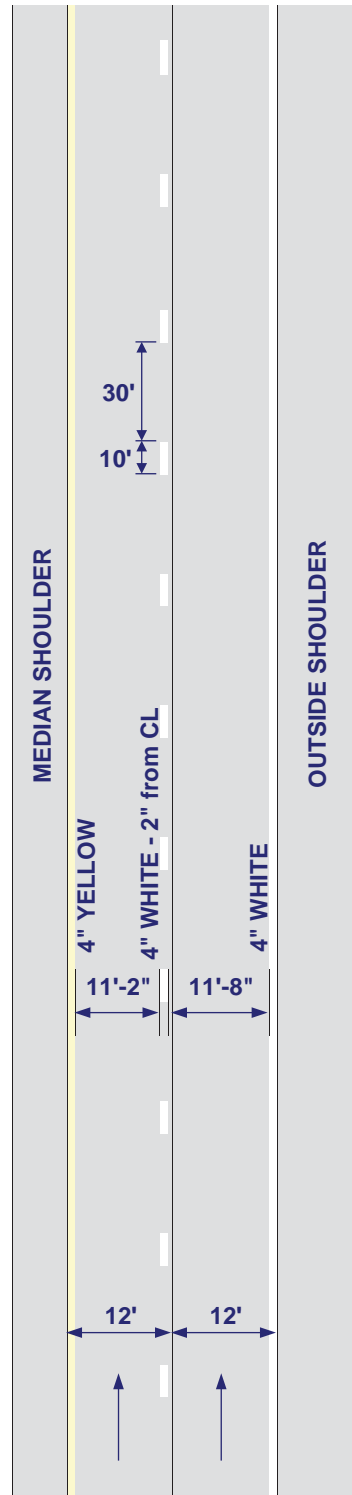 30'
10'
MEDIAN SHOULDER
OUTSIDE SHOULDER
4" YELLOW
4" WHITE - 2" from CL
4" WHITE
11'-2"
11'-8"
12'
12'